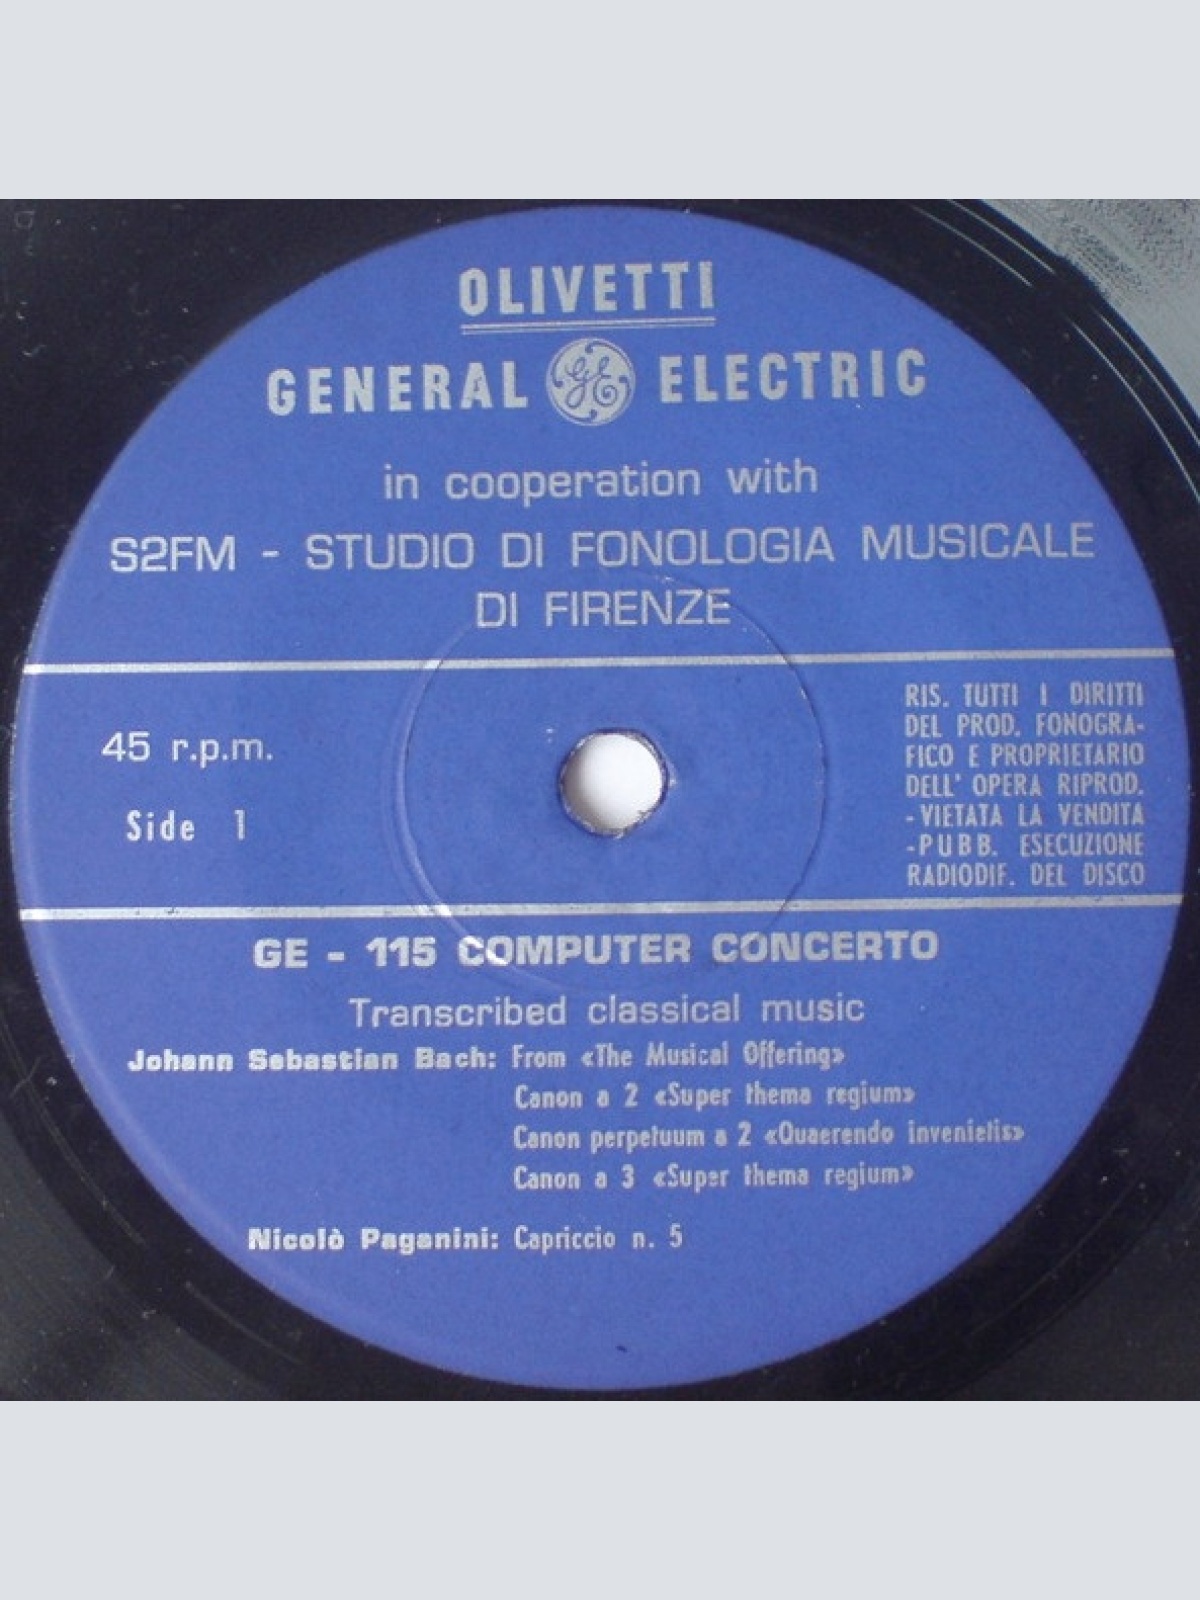 OLIVETTI
GENERAL GE ELECTRIC
in cooperation with
S2FM - STUDIO DI FONOLOGIA MUSICALE
DI FIRENZE
45 r.p.m.
Side 1
RIS. TUTTI I DIRITTI
DEL PROD. FONOGRA-
FICO E PROPRIETARIO
DELL' OPERA RIPROD.
- VIETATA LA VENDITA
- PUBB. ESECUZIONE
RADIODIF. DEL DISCO
GE - 115 COMPUTER CONCERTO
Transcribed classical music
Johann Sebastian Bach: From «The Musical Offering»
Canon a 2 «Super thema regium»
Canon perpetuum a 2 «Quaerendo invenietis»
Canon a 3 «Super thema regium»
Nicolò Paganini: Capriccio n. 5